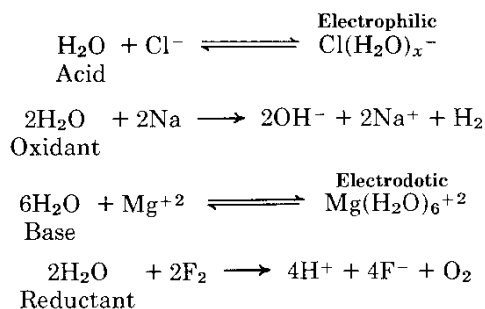 Electrophilic
H₂O + Cl⁻ ⇌ Cl(H₂O)ₓ⁻
Acid
2H₂O + 2Na ⟶ 2OH⁻ + 2Na⁺ + H₂
Oxidant
Electrodotic
6H₂O + Mg⁺² ⇌ Mg(H₂O)₆⁺²
Base
2H₂O + 2F₂ ⟶ 4H⁺ + 4F⁻ + O₂
Reductant